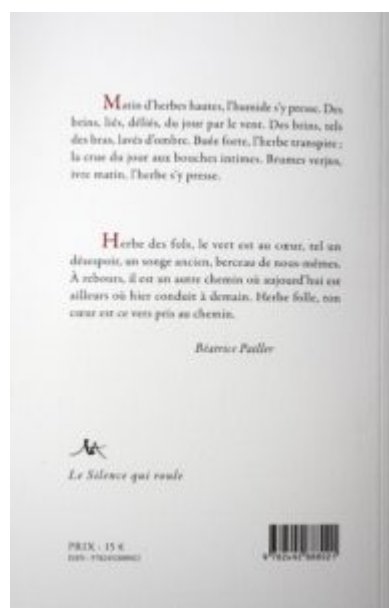 Matin d'herbes hautes, l'humide s'y presse. Des
brins, liés, déliés, du jour par le vent. Des brins, tels
des bras, lavés d'ombre. Buée forte, l'herbe transpire ;
la crue du jour aux bouches intimes. Brumes verjus,
ivre matin, l'herbe s'y presse.
Herbe des fols, le vert est au cœur, tel un
désespoir, un songe ancien, berceau de nous-mêmes.
À rebours, il est un autre chemin où aujourd'hui est
ailleurs où hier conduit à demain. Herbe folle, ton
cœur est ce vers pris au chemin.
Béatrice Pailler
Le Silence qui roule
PRIX : 15 €
ISBN :